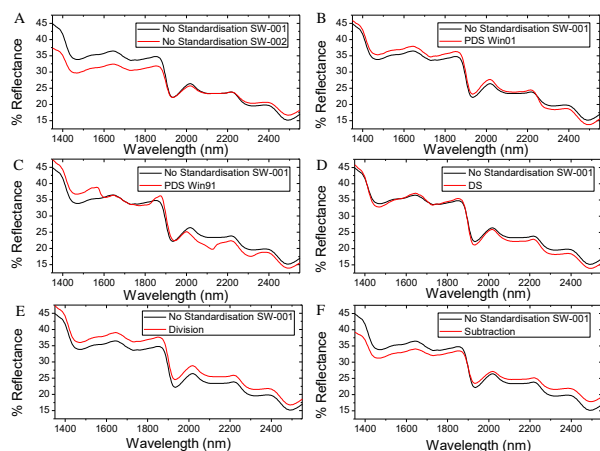 A
No Standardisation SW-001
No Standardisation SW-002
% Reflectance
45
40
35
30
25
20
15
1400 1600 1800 2000 2200 2400
Wavelength (nm)
B
No Standardisation SW-001
PDS Win01
% Reflectance
45
40
35
30
25
20
15
1400 1600 1800 2000 2200 2400
Wavelength (nm)
C
No Standardisation SW-001
PDS Win91
% Reflectance
45
40
35
30
25
20
15
1400 1600 1800 2000 2200 2400
Wavelength (nm)
D
No Standardisation SW-001
DS
% Reflectance
45
40
35
30
25
20
15
1400 1600 1800 2000 2200 2400
Wavelength (nm)
E
No Standardisation SW-001
Division
% Reflectance
45
40
35
30
25
20
15
1400 1600 1800 2000 2200 2400
Wavelength (nm)
F
No Standardisation SW-001
Subtraction
% Reflectance
45
40
35
30
25
20
15
1400 1600 1800 2000 2200 2400
Wavelength (nm)